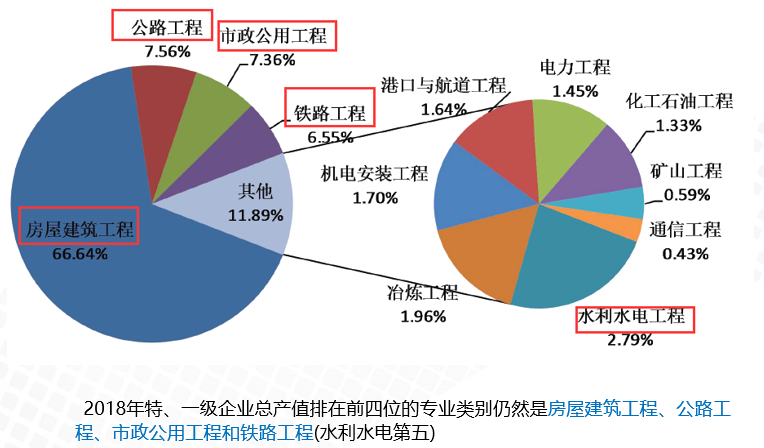 公路工程
7.56%
市政公用工程
7.36%
铁路工程
6.55%
其他
11.89%
房屋建筑工程
66.64%
港口与航道工程
1.64%
电力工程
1.45%
化工石油工程
1.33%
矿山工程
0.59%
通信工程
0.43%
机电安装工程
1.70%
冶炼工程
1.96%
水利水电工程
2.79%
2018年特、一级企业总产值排在前四位的专业类别仍然是房屋建筑工程、公路工
程、市政公用工程和铁路工程(水利水电第五)